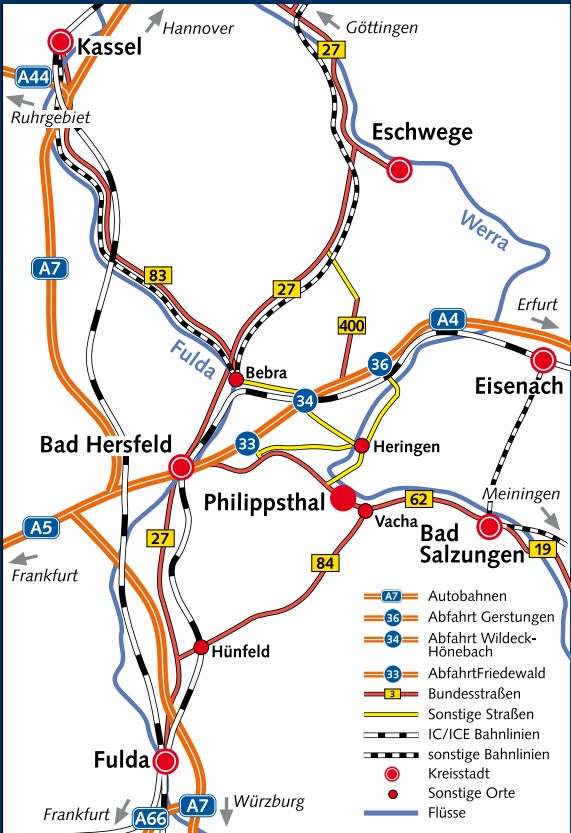 Hannover
Göttingen
Kassel
27
A44
Ruhrgebiet
Eschwege
Werra
A7
83
27
Erfurt
400
A4
Fulda
36
Bebra
Eisenach
34
Bad Hersfeld
33
Heringen
Meiningen
Philippsthal
62
Vacha
Bad
Salzungen
A5
27
19
Frankfurt
84
Hünfeld
Fulda
Frankfurt
A66
A7
Würzburg
A7 Autobahnen
36 Abfahrt Gerstungen
34 Abfahrt Wildeck-
Hönebach
33 AbfahrtFriedewald
3 Bundesstraßen
Sonstige Straßen
IC/ICE Bahnlinien
sonstige Bahnlinien
Kreisstadt
Sonstige Orte
Flüsse